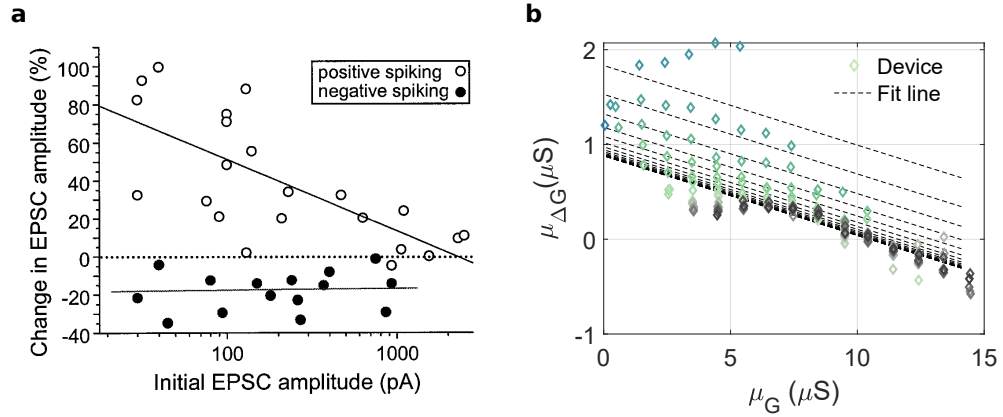 a
Change in EPSC amplitude (%)
100
80
60
40
20
0
-20
-40
positive spiking
negative spiking
100
1000
Initial EPSC amplitude (pA)
b
μΔG(μS)
2
1
0
-1
Device
Fit line
0
5
10
15
μG (μS)